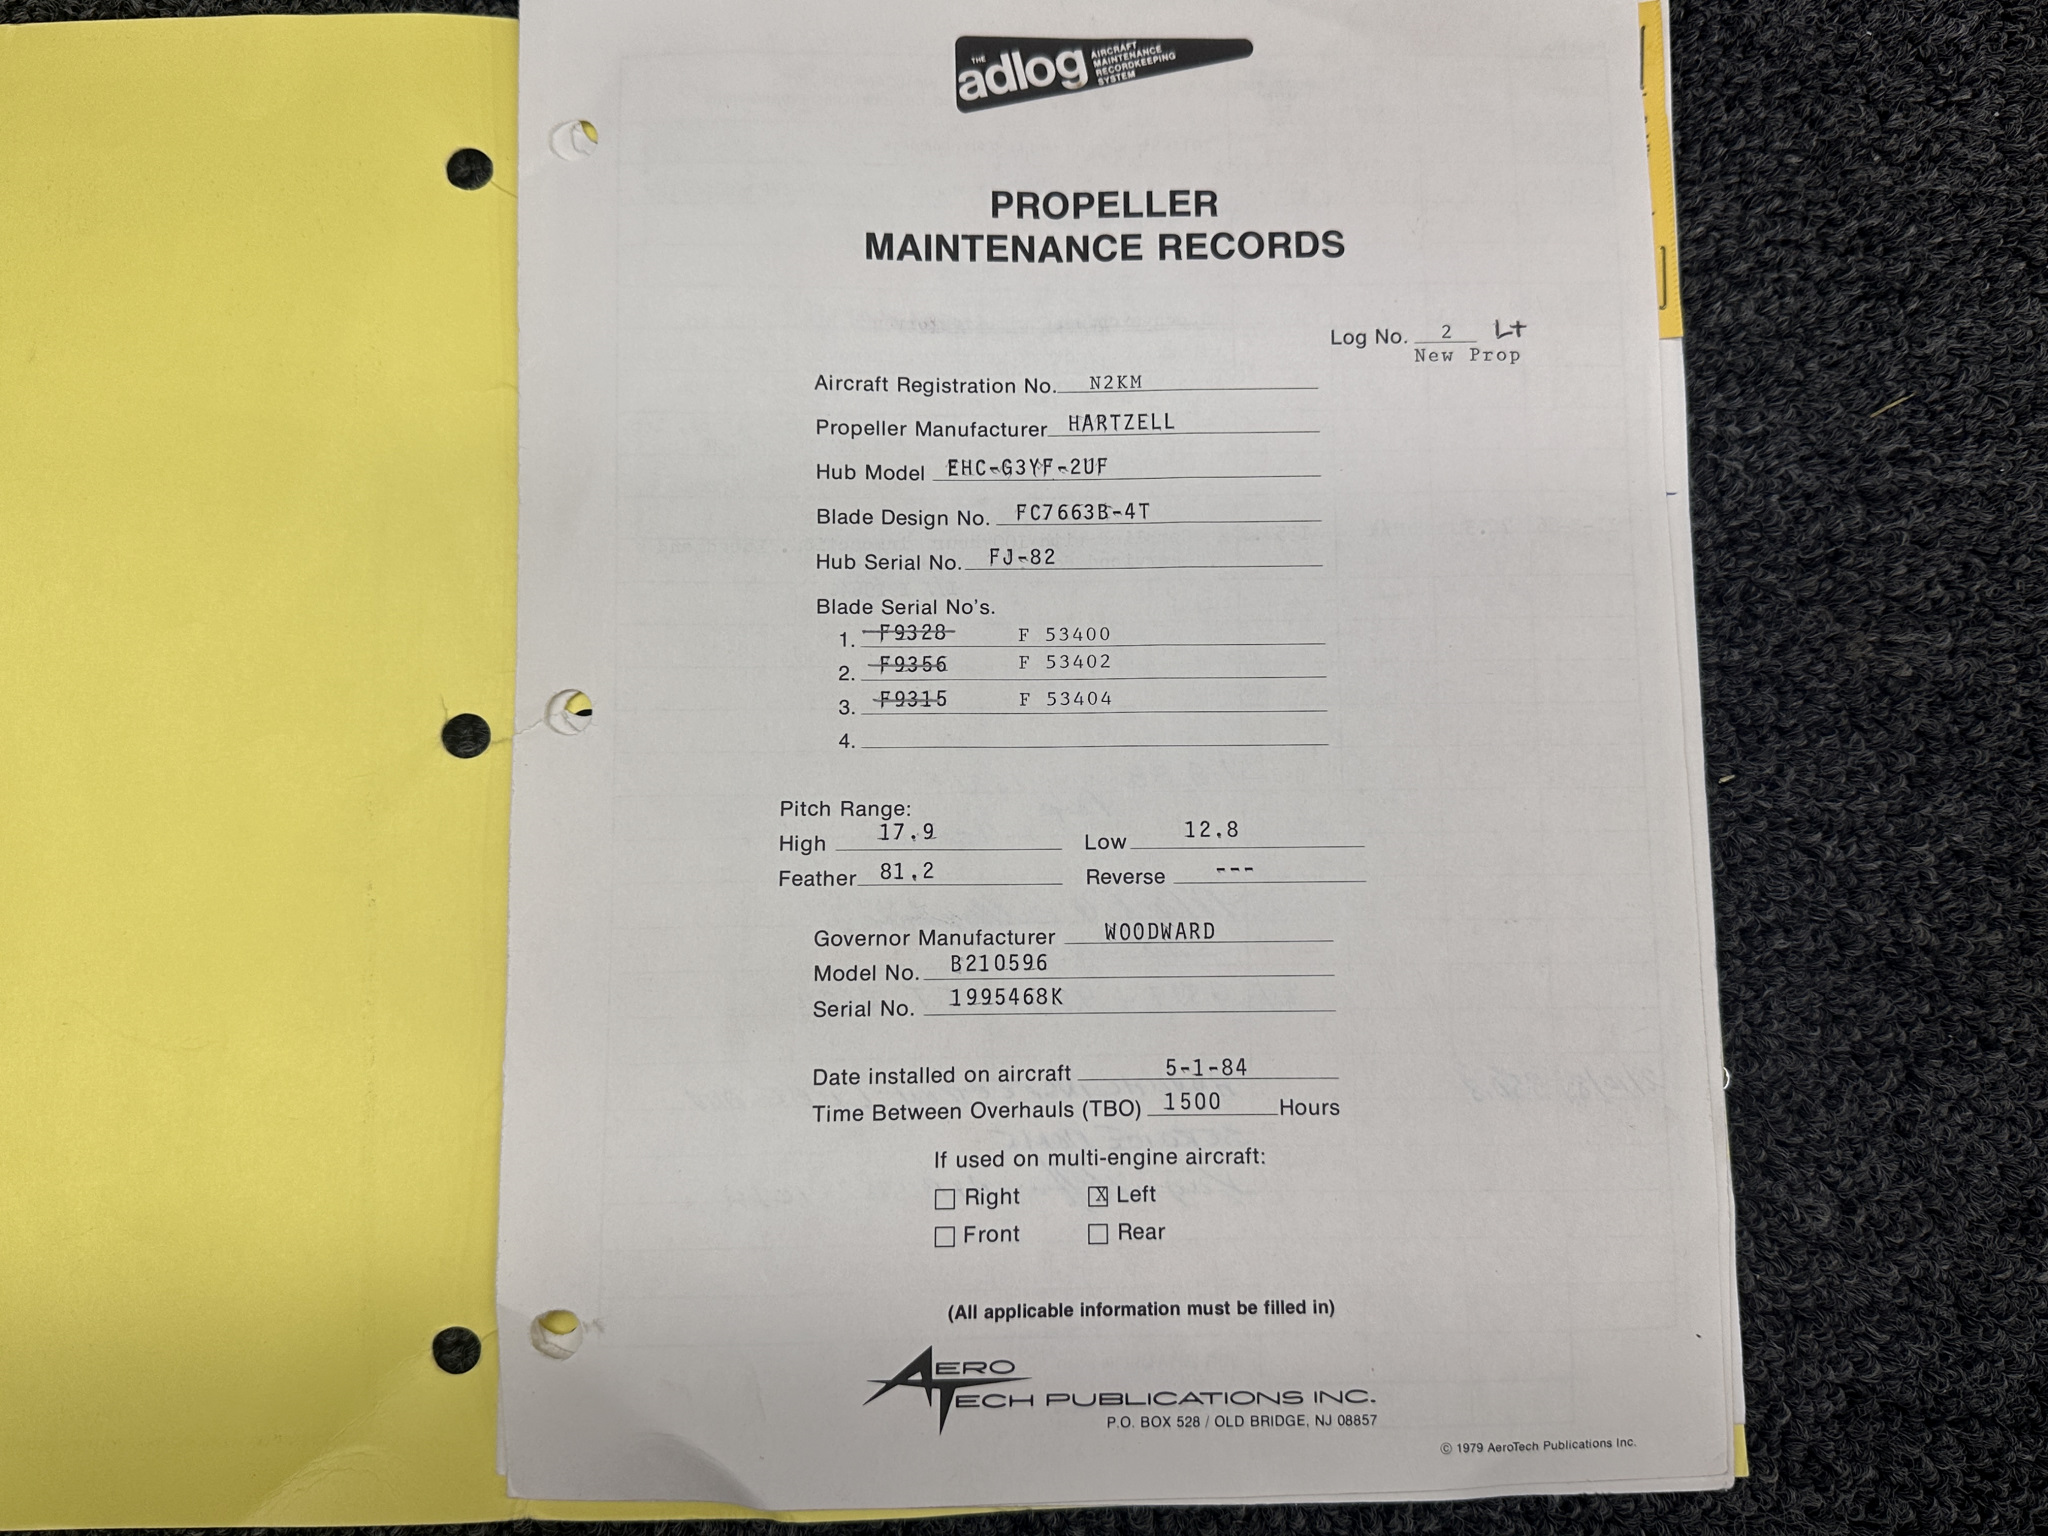 THE adlog AIRCRAFT MAINTENANCE RECORDKEEPING SYSTEM
PROPELLER
MAINTENANCE RECORDS
Log No. 2 Lt
New Prop
Aircraft Registration No. N2KM
Propeller Manufacturer HARTZELL
Hub Model EHC-G3YF-2UF
Blade Design No. FC7663B-4T
Hub Serial No. FJ-82
Blade Serial No's.
1. F9328 F 53400
2. F9356 F 53402
3. F9315 F 53404
4.
Pitch Range:
High 17.9 Low 12.8
Feather 81.2 Reverse ---
Governor Manufacturer WOODWARD
Model No. B210596
Serial No. 1995468K
Date installed on aircraft 5-1-84
Time Between Overhauls (TBO) 1500 Hours
If used on multi-engine aircraft:
Right X Left
Front Rear
(All applicable information must be filled in)
AERO
TECH PUBLICATIONS INC.
P.O. BOX 528 / OLD BRIDGE, NJ 08857
© 1979 AeroTech Publications Inc.